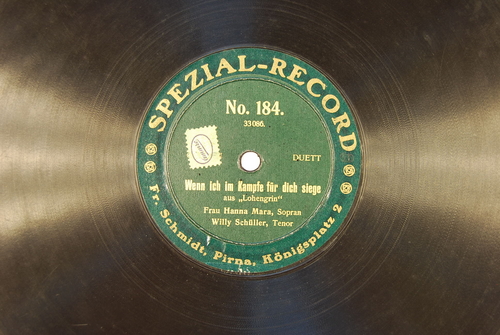 SPEZIAL-RECORD
No. 184.
33086.
DUETT
Wenn ich im Kampfe für dich siege
aus „Lohengrin"
Frau Hanna Mara, Sopran
Willy Schüller, Tenor
Fr. Schmidt, Pirna, Königsplatz 2